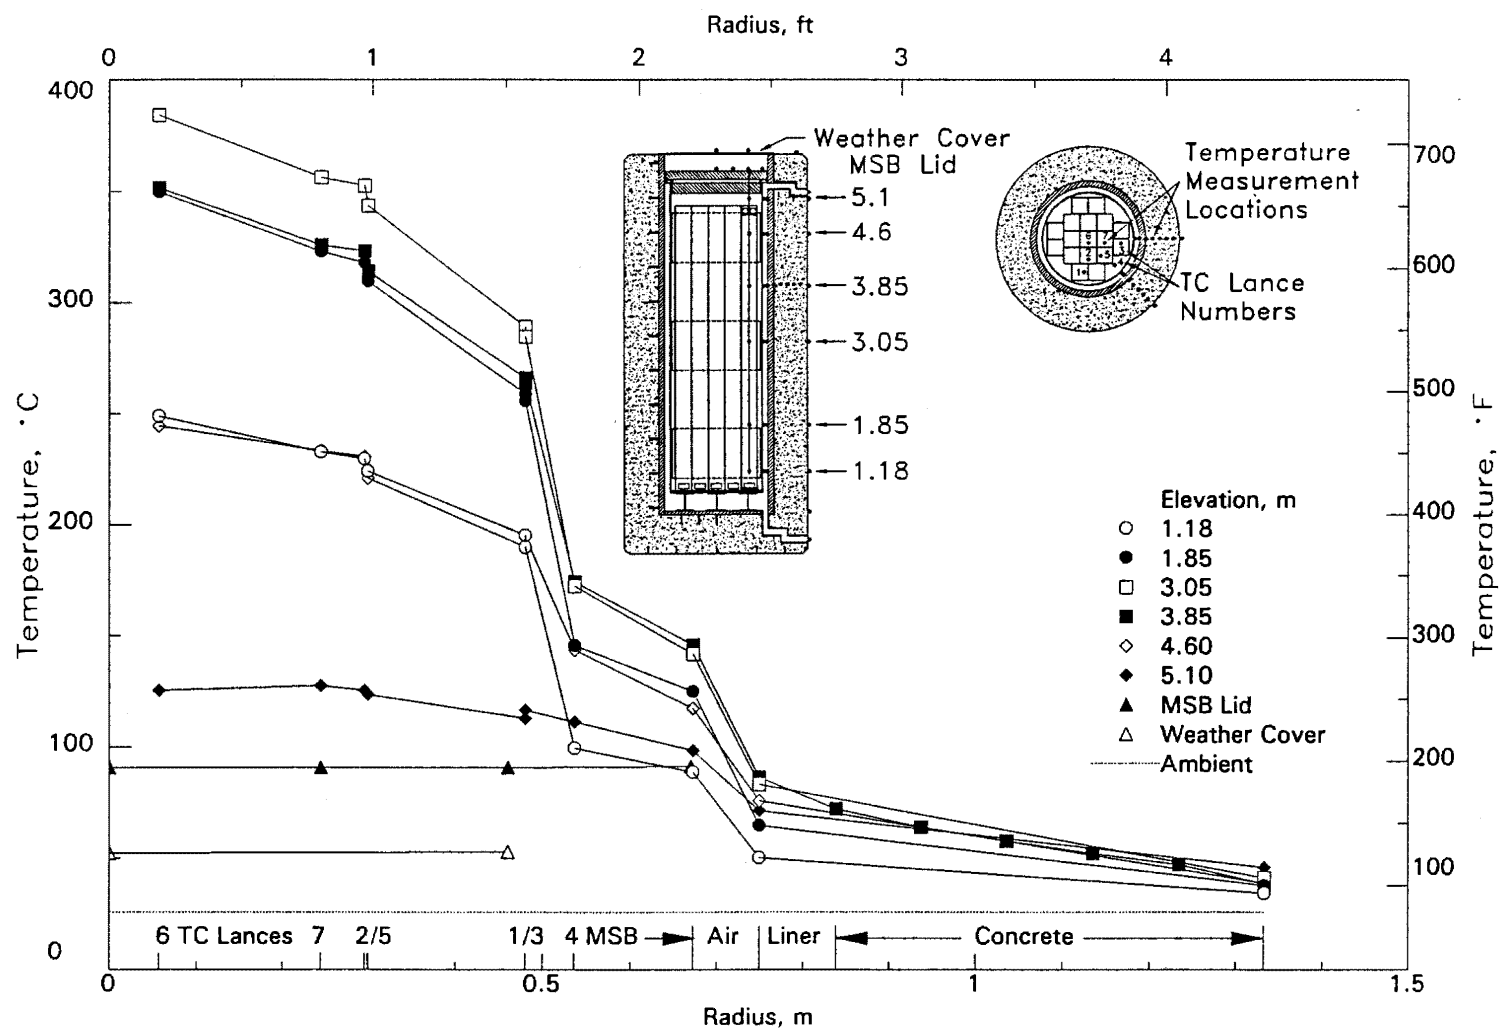 Radius, ft
0 1 2 3 4
400
300
200
100
0
Temperature, °C
700
600
500
400
300
200
100
Temperature, °F
Weather Cover
MSB Lid
5.1
4.6
3.85
3.05
1.85
1.18
Temperature
Measurement
Locations
TC Lance
Numbers
Elevation, m
1.18
1.85
3.05
3.85
4.60
5.10
MSB Lid
Weather Cover
Ambient
6 TC Lances 7 2/5 1/3 4 MSB Air Liner Concrete
0 0.5 1 1.5
Radius, m